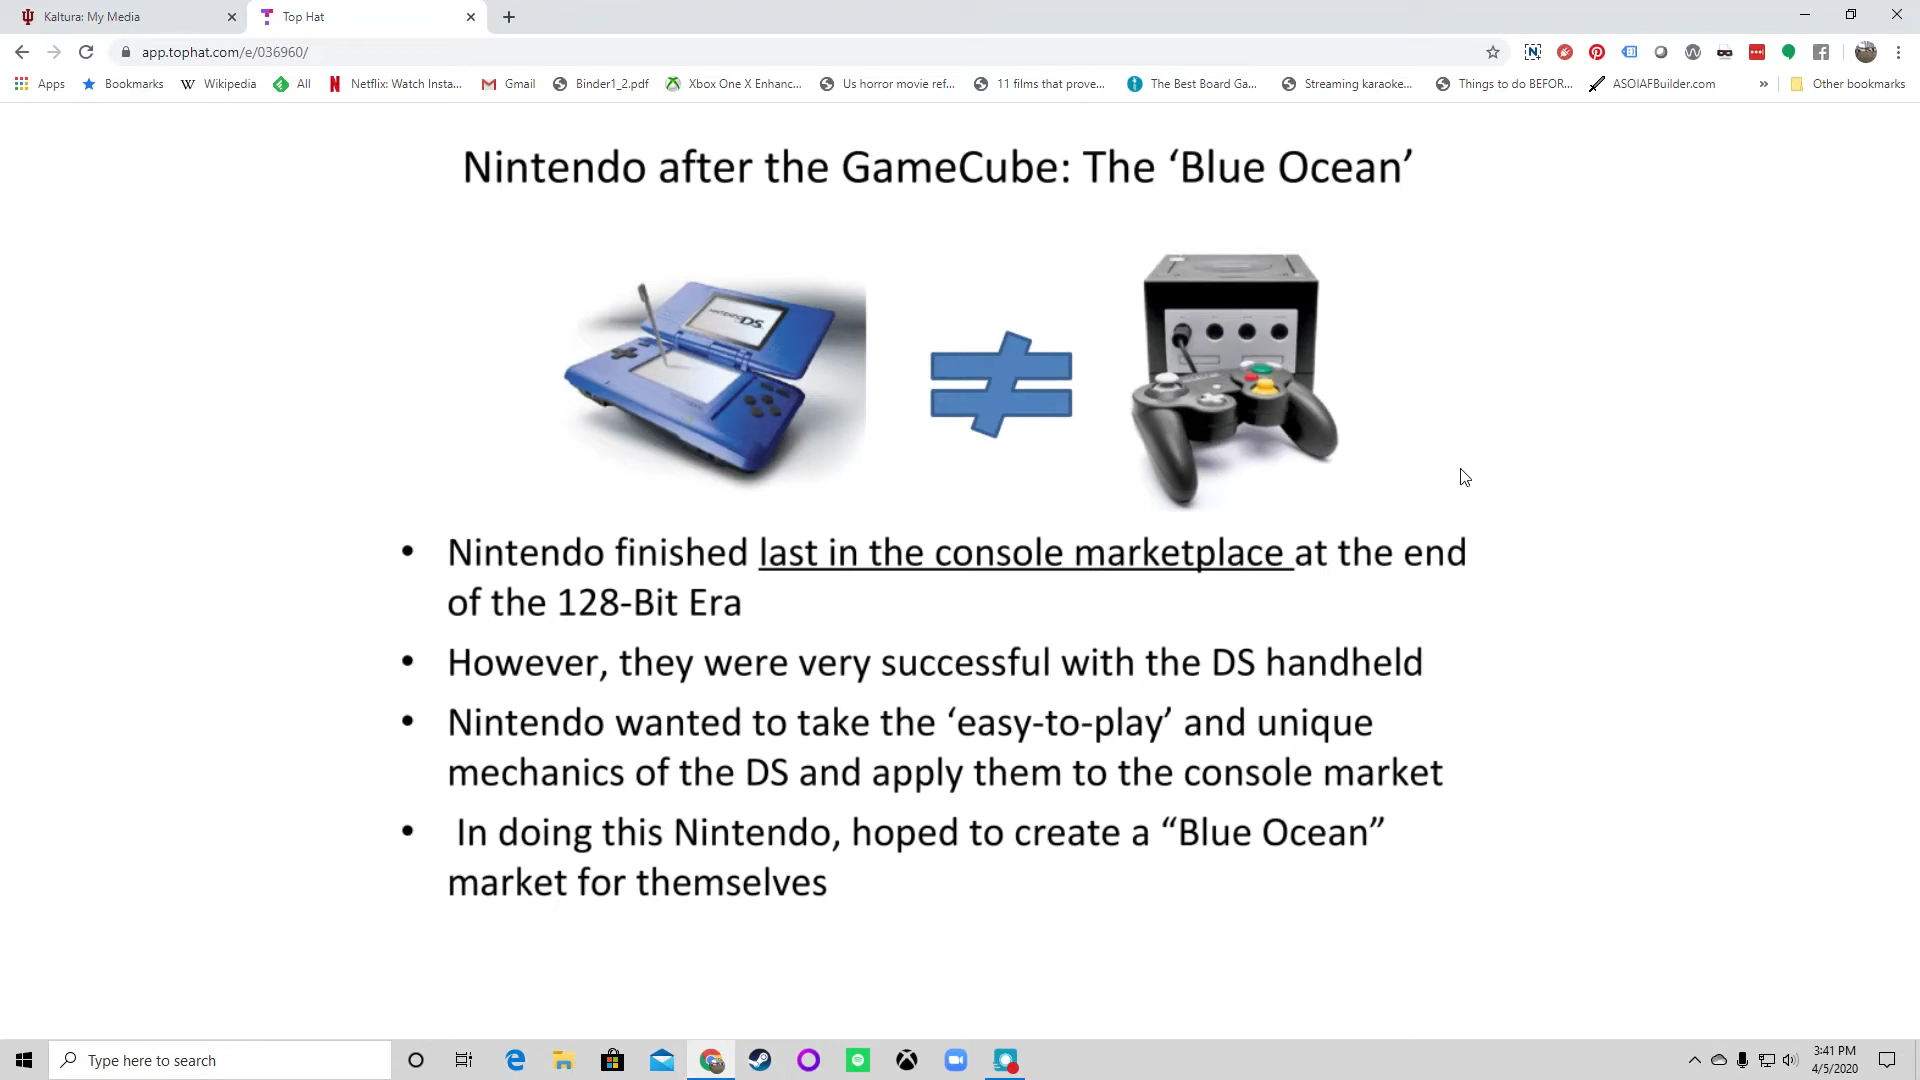 Kaltura: My Media
Top Hat
app.tophat.com/e/036960/
Apps
Bookmarks
Wikipedia
All
Netflix: Watch Insta...
Gmail
Binder1_2.pdf
Xbox One X Enhanc...
Us horror movie ref...
11 films that prove...
The Best Board Ga...
Streaming karaoke...
Things to do BEFOR...
ASOIAFBuilder.com
»
Other bookmarks
Nintendo after the GameCube: The ‘Blue Ocean’
NINTENDO DS
• Nintendo finished last in the console marketplace at the end
of the 128-Bit Era
• However, they were very successful with the DS handheld
• Nintendo wanted to take the ‘easy-to-play’ and unique
mechanics of the DS and apply them to the console market
• In doing this Nintendo, hoped to create a “Blue Ocean”
market for themselves
Type here to search
3:41 PM
4/5/2020